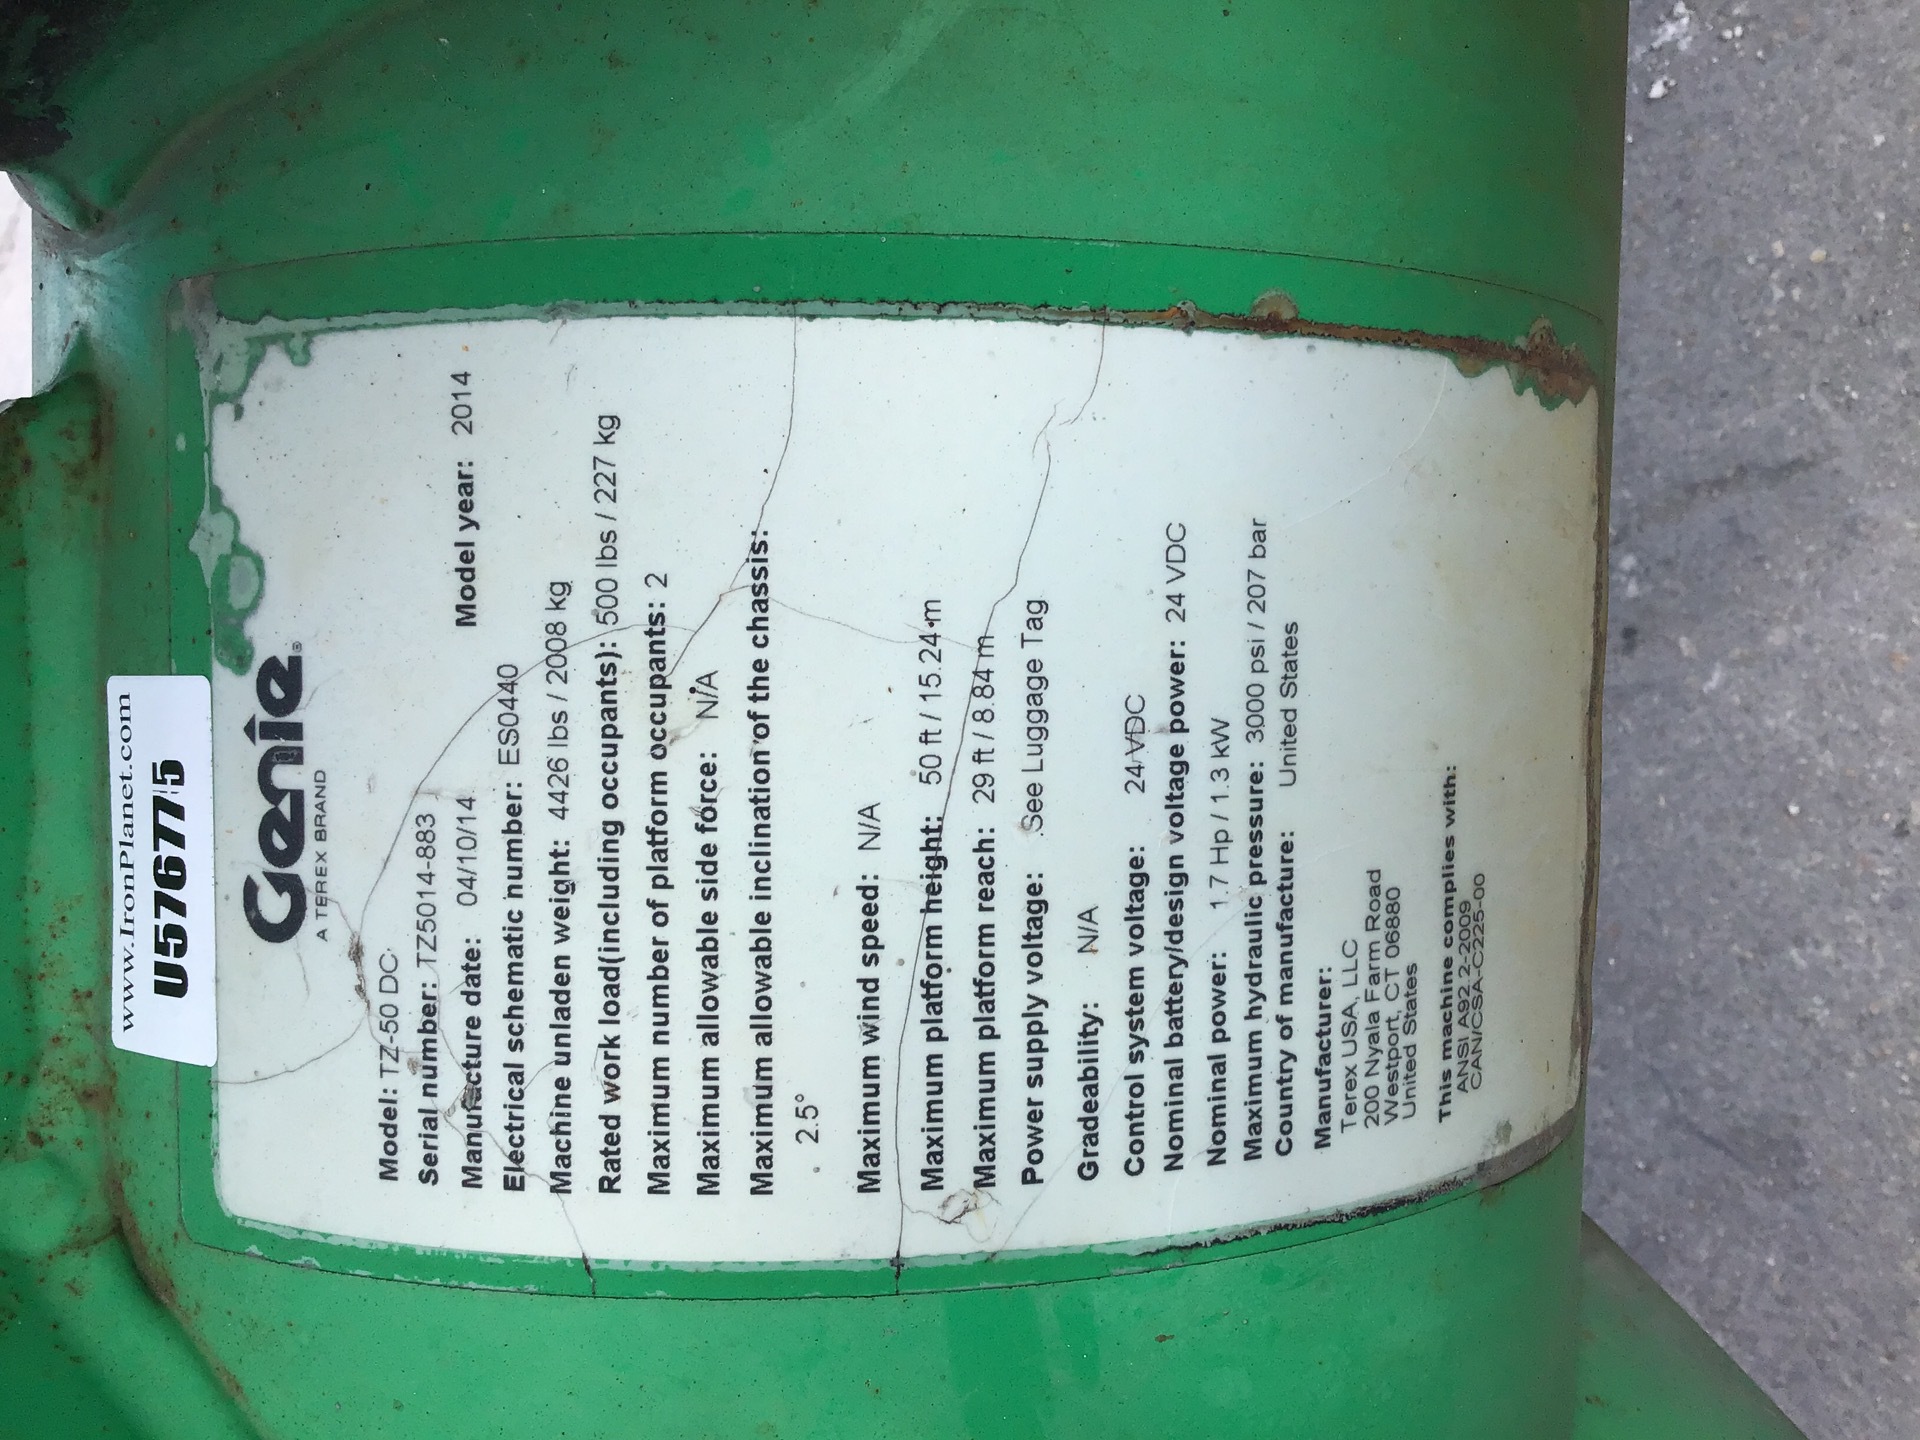 www.IronPlanet.com
U576775
Genie®
A TEREX BRAND
Model: TZ-50 DC
Serial number: TZ5014-883
Manufacture date: 04/10/14 Model year: 2014
Electrical schematic number: ES0440
Machine unladen weight: 4426 lbs / 2008 kg
Rated work load(including occupants): 500 lbs / 227 kg
Maximum number of platform occupants: 2
Maximum allowable side force: N/A
Maximum allowable inclination of the chassis:
2.5°
Maximum wind speed: N/A
Maximum platform height: 50 ft / 15.24 m
Maximum platform reach: 29 ft / 8.84 m
Power supply voltage: See Luggage Tag
Gradeability: N/A
Control system voltage: 24 VDC
Nominal battery/design voltage power: 24 VDC
Nominal power: 1.7 Hp / 1.3 kW
Maximum hydraulic pressure: 3000 psi / 207 bar
Country of manufacture: United States
Manufacturer:
Terex USA, LLC
200 Nyala Farm Road
Westport, CT 06880
United States
This machine complies with:
ANSI A92.2-2009
CAN/CSA-C225-00